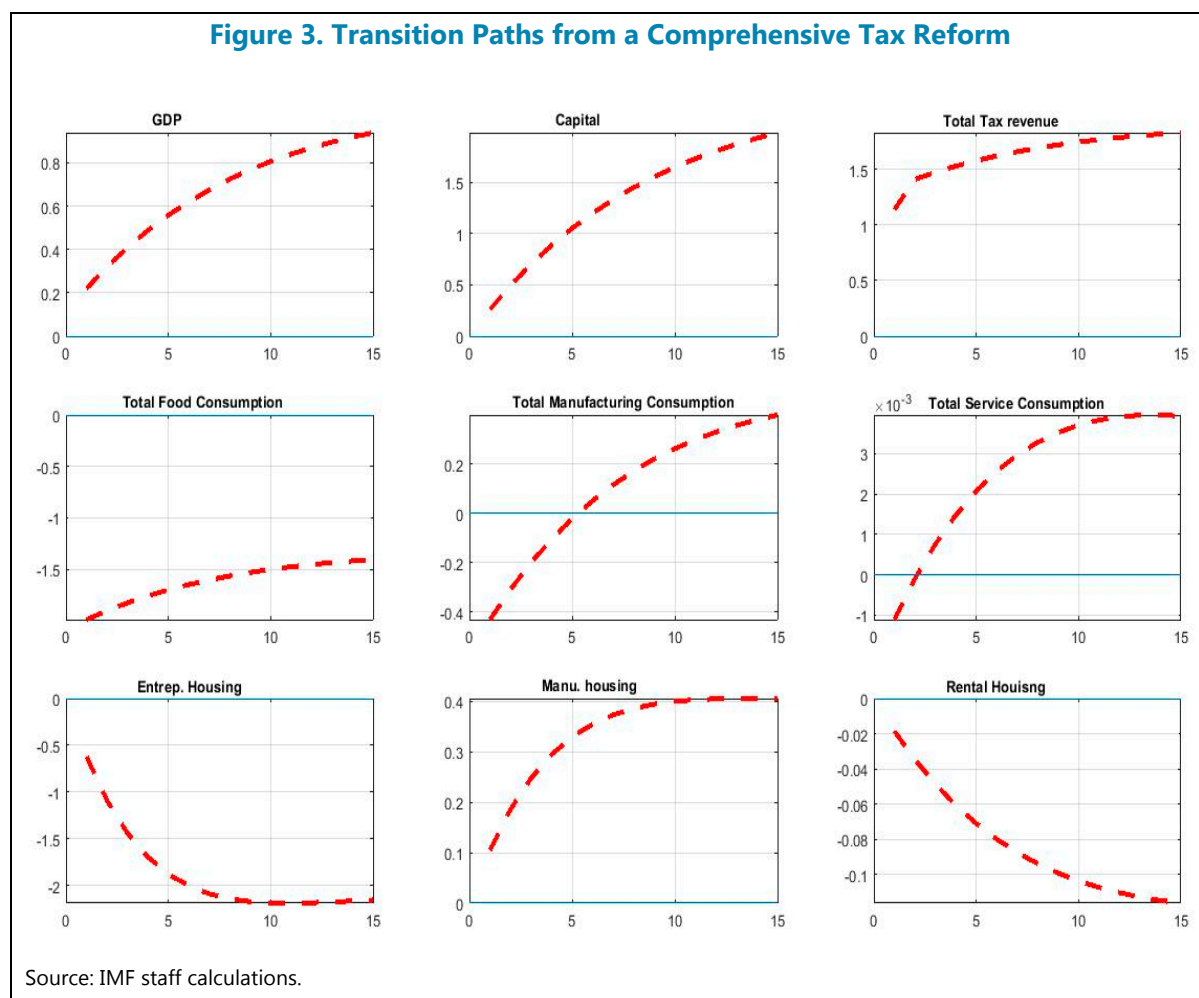 Figure 3. Transition Paths from a Comprehensive Tax Reform
GDP
0.8
0.6
0.4
0.2
0
0 5 10 15
Capital
1.5
1
0.5
0
0 5 10 15
Total Tax revenue
1.5
1
0.5
0
0 5 10 15
Total Food Consumption
0
-0.5
-1
-1.5
0 5 10 15
Total Manufacturing Consumption
0.2
0
-0.2
-0.4
0 5 10 15
×10⁻³ Total Service Consumption
3
2
1
0
-1
0 5 10 15
Entrep. Housing
0
-0.5
-1
-1.5
-2
0 5 10 15
Manu. housing
0.4
0.3
0.2
0.1
0
0 5 10 15
Rental Houisng
0
-0.02
-0.04
-0.06
-0.08
-0.1
0 5 10 15
Source: IMF staff calculations.